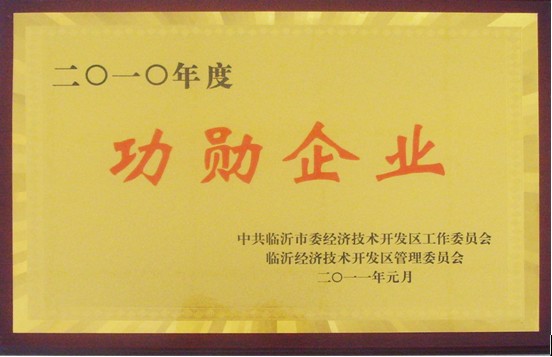 二〇一〇年度
功勋企业
中共临沂市委经济技术开发区工作委员会
临沂经济技术开发区管理委员会
二〇一一年元月